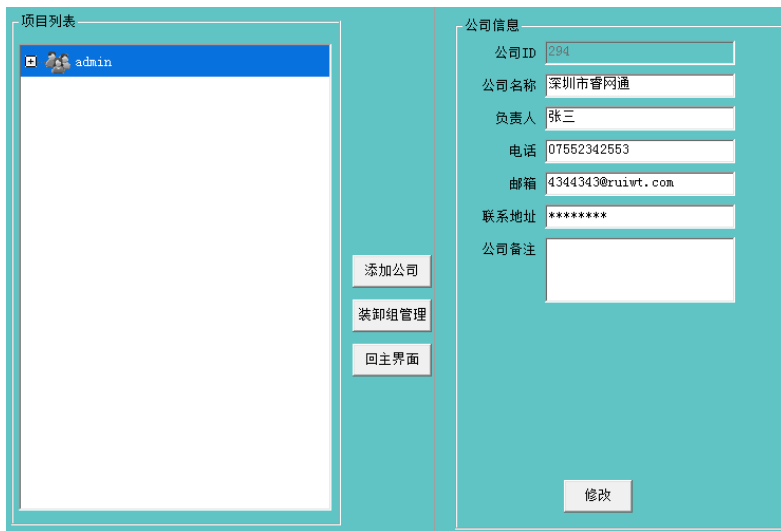 项目列表
admin
添加公司
装卸组管理
回主界面
公司信息
公司ID 294
公司名称 深圳市睿网通
负责人 张三
电话 07552342553
邮箱 4344343@ruiwt.com
联系地址 ********
公司备注
修改